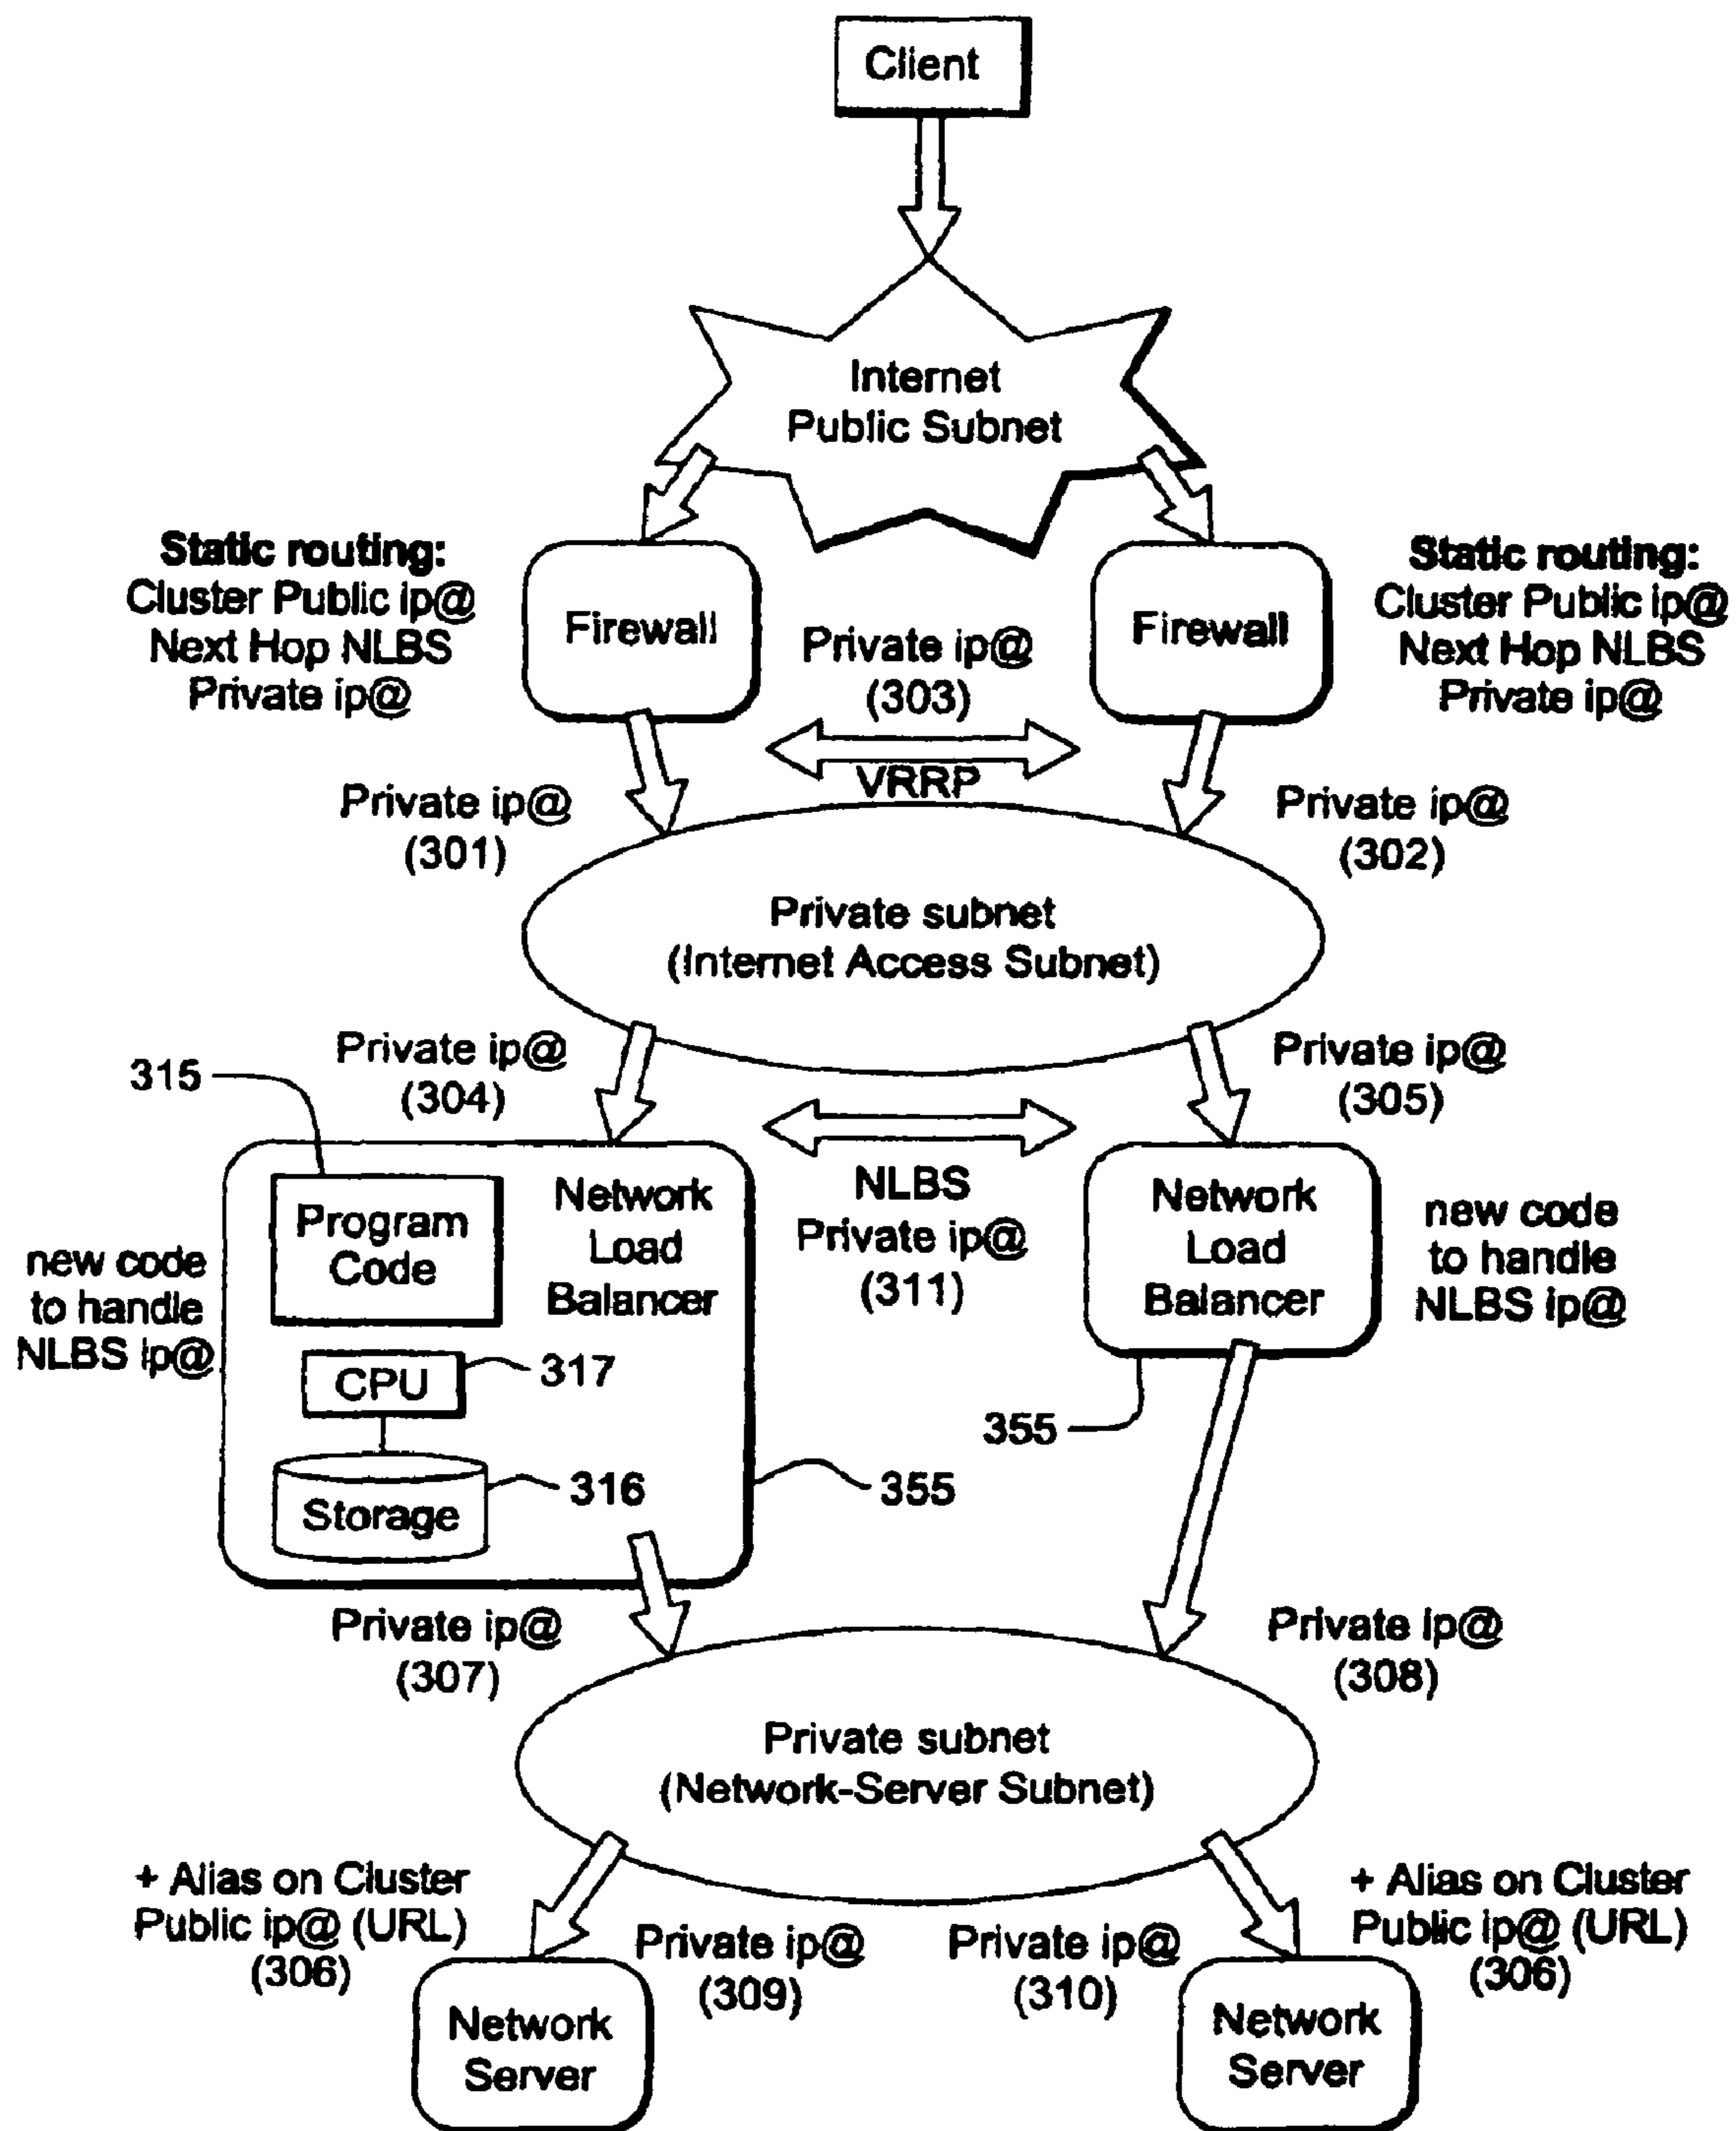 Client
Internet
Public Subnet
Static routing:
Cluster Public ip@
Next Hop NLBS
Private ip@
Firewall
Private ip@
(303)
VRRP
Firewall
Static routing:
Cluster Public ip@
Next Hop NLBS
Private ip@
Private ip@
(301)
Private ip@
(302)
Private subnet
(Internet Access Subnet)
Private ip@
(304)
Private ip@
(305)
315
new code
to handle
NLBS ip@
Program
Code
Network
Load
Balancer
CPU
317
Storage
316
355
NLBS
Private ip@
(311)
Network
Load
Balancer
355
new code
to handle
NLBS ip@
Private ip@
(307)
Private ip@
(308)
Private subnet
(Network-Server Subnet)
+ Alias on Cluster
Public ip@ (URL)
(306)
Private ip@
(309)
Private ip@
(310)
+ Alias on Cluster
Public ip@ (URL)
(306)
Network
Server
Network
Server